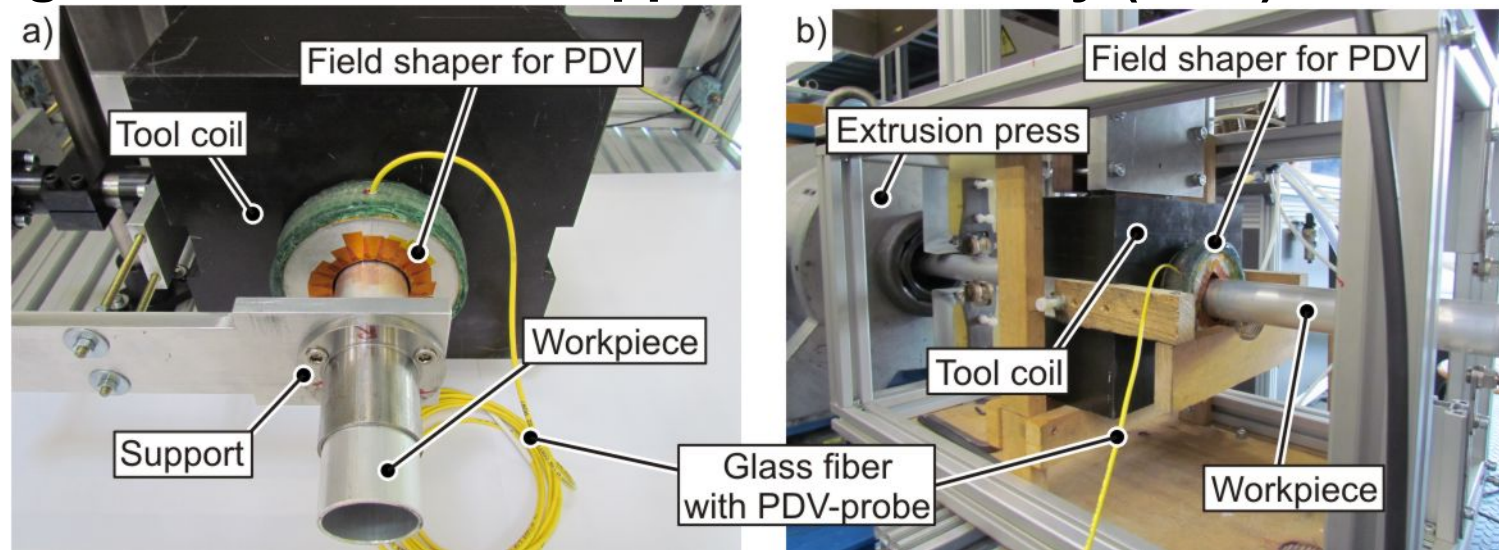 a)
Field shaper for PDV
Tool coil
Workpiece
Support
Glass fiber
with PDV-probe
b)
Field shaper for PDV
Extrusion press
Tool coil
Workpiece